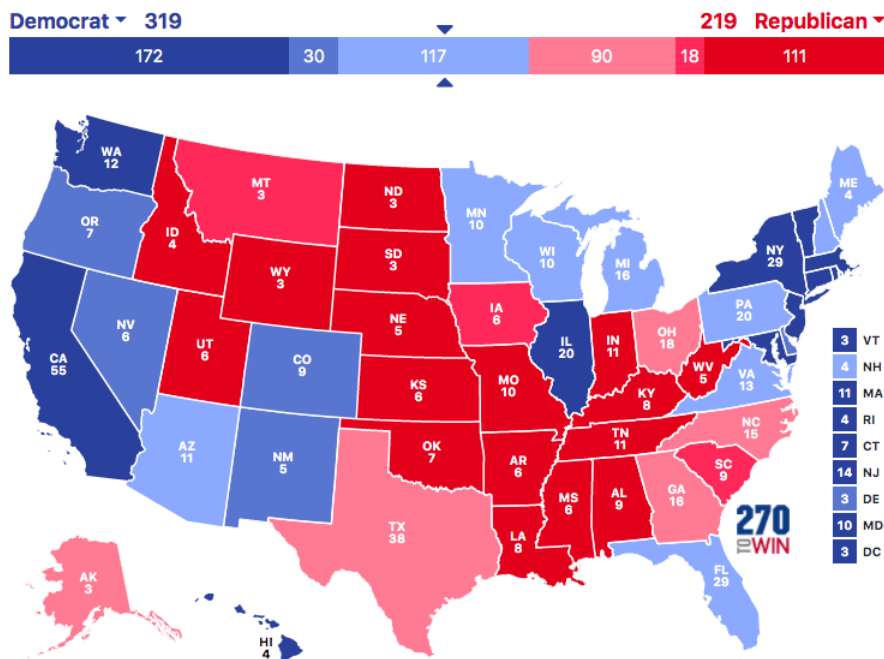 Democrat 319
219 Republican
172 30 117 90 18 111
WA
12
OR
7
CA
55
NV
6
ID
4
MT
3
WY
3
UT
6
CO
9
AZ
11
NM
5
ND
3
SD
3
NE
5
KS
6
OK
7
TX
38
MN
10
IA
6
MO
10
AR
6
LA
8
WI
10
IL
20
MI
16
IN
11
OH
18
KY
8
TN
11
MS
6
AL
9
GA
16
FL
29
SC
9
NC
15
VA
13
WV
5
PA
20
NY
29
ME
4
AK
3
HI
4
3 VT
4 NH
11 MA
4 RI
7 CT
14 NJ
3 DE
10 MD
3 DC
270
TO WIN